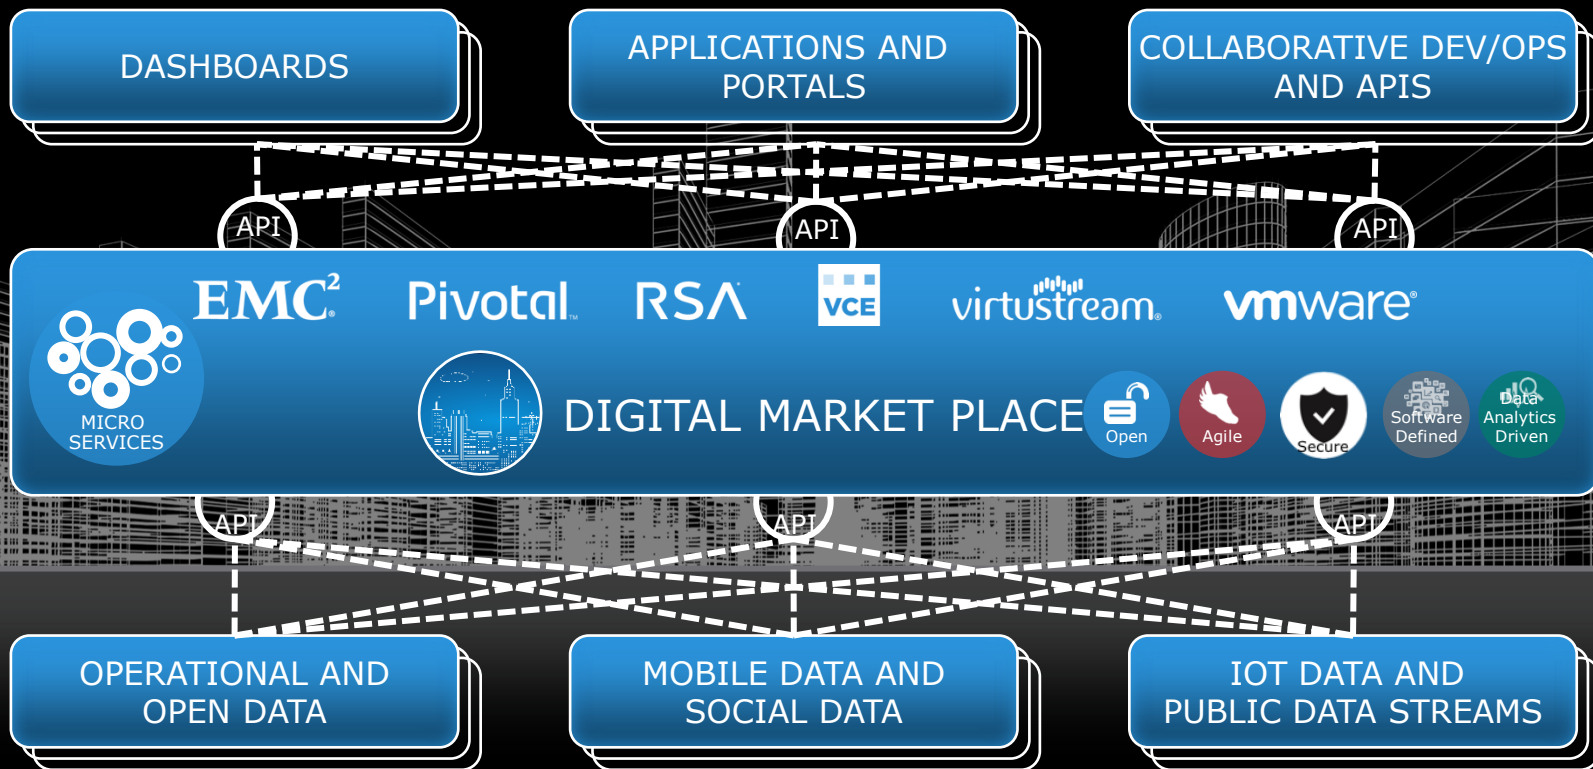 DASHBOARDS
APPLICATIONS AND
PORTALS
COLLABORATIVE DEV/OPS
AND APIS
API
API
API
EMC²
Pivotal™
RSA
VCE
virtustream®
vmware®
MICRO
SERVICES
DIGITAL MARKET PLACE
Open
Agile
Secure
Software
Defined
Data
Analytics
Driven
API
API
API
OPERATIONAL AND
OPEN DATA
MOBILE DATA AND
SOCIAL DATA
IOT DATA AND
PUBLIC DATA STREAMS